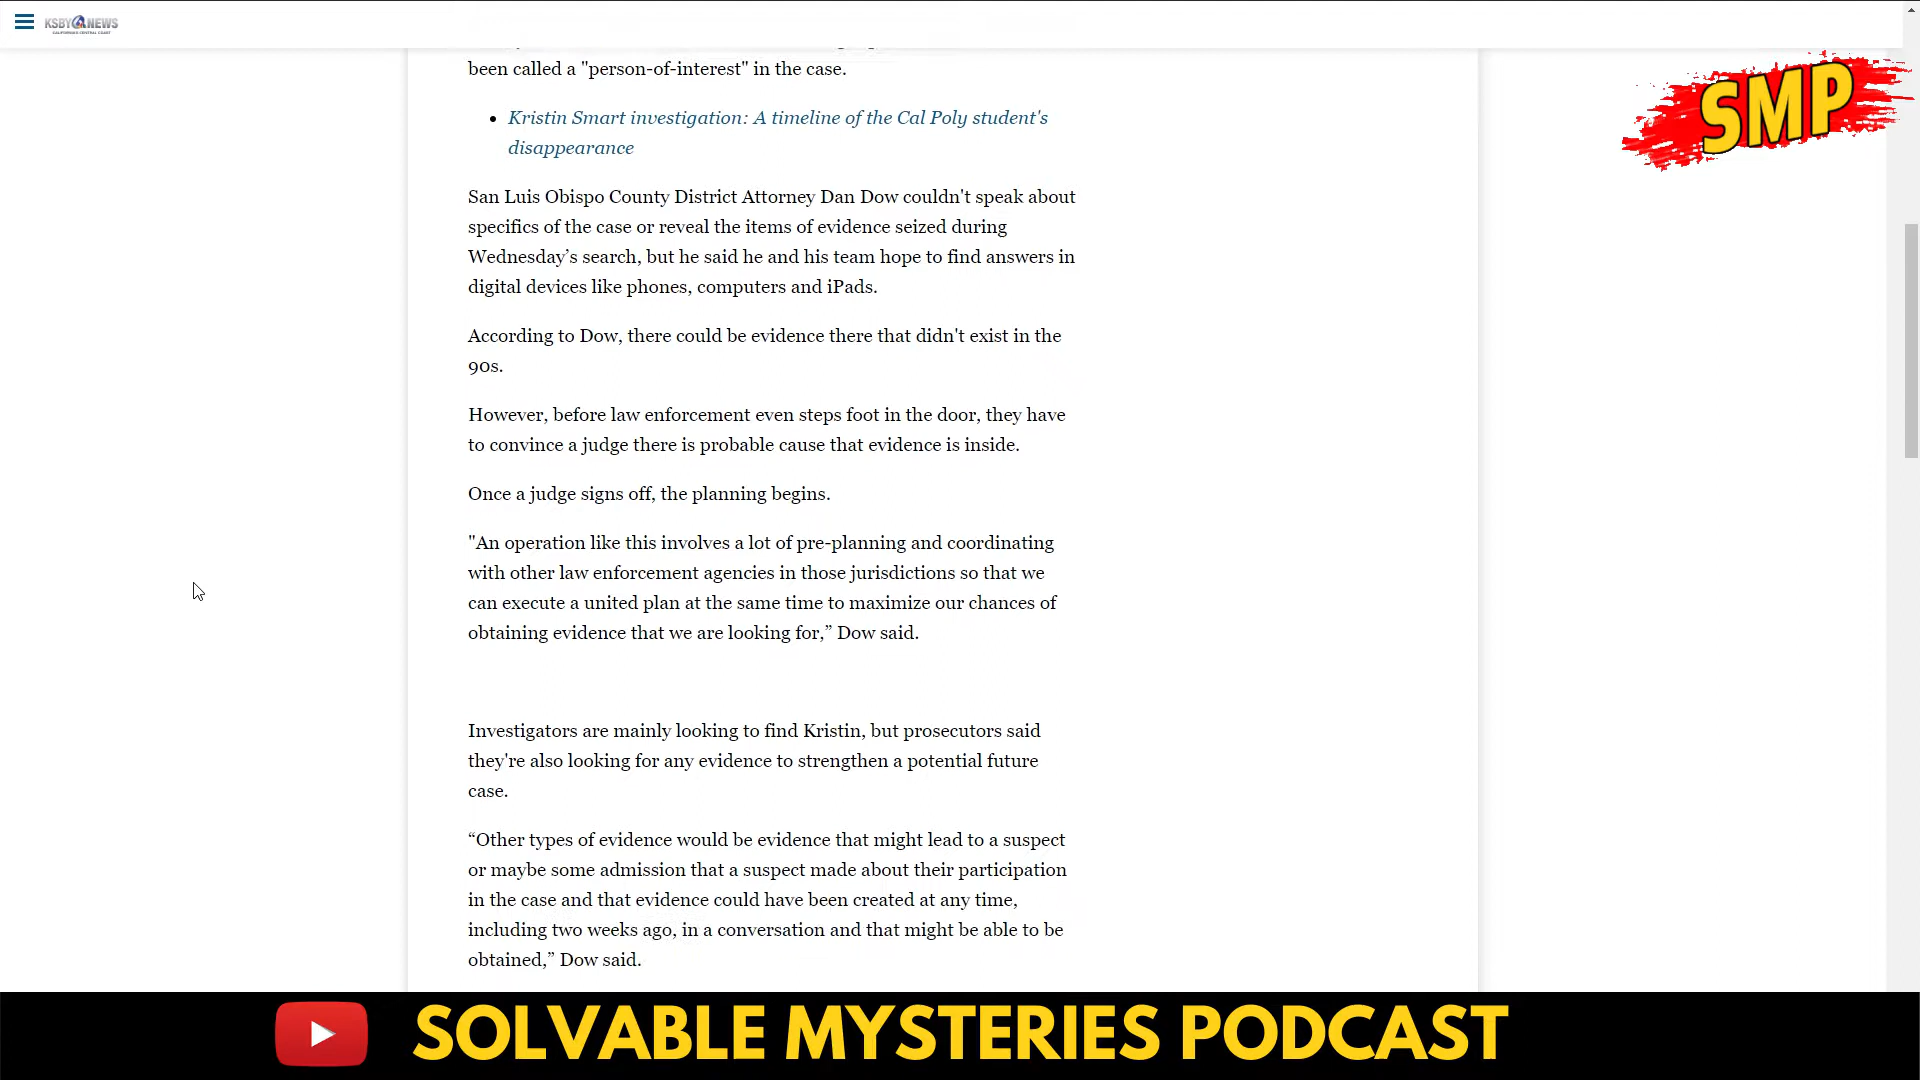 KSBY NEWS
CALIFORNIA'S CENTRAL COAST
been called a "person-of-interest" in the case.
SMP
Kristin Smart investigation: A timeline of the Cal Poly student's
disappearance
San Luis Obispo County District Attorney Dan Dow couldn't speak about
specifics of the case or reveal the items of evidence seized during
Wednesday’s search, but he said he and his team hope to find answers in
digital devices like phones, computers and iPads.
According to Dow, there could be evidence there that didn't exist in the
90s.
However, before law enforcement even steps foot in the door, they have
to convince a judge there is probable cause that evidence is inside.
Once a judge signs off, the planning begins.
"An operation like this involves a lot of pre-planning and coordinating
with other law enforcement agencies in those jurisdictions so that we
can execute a united plan at the same time to maximize our chances of
obtaining evidence that we are looking for,” Dow said.
Investigators are mainly looking to find Kristin, but prosecutors said
they're also looking for any evidence to strengthen a potential future
case.
“Other types of evidence would be evidence that might lead to a suspect
or maybe some admission that a suspect made about their participation
in the case and that evidence could have been created at any time,
including two weeks ago, in a conversation and that might be able to be
obtained,” Dow said.
SOLVABLE MYSTERIES PODCAST